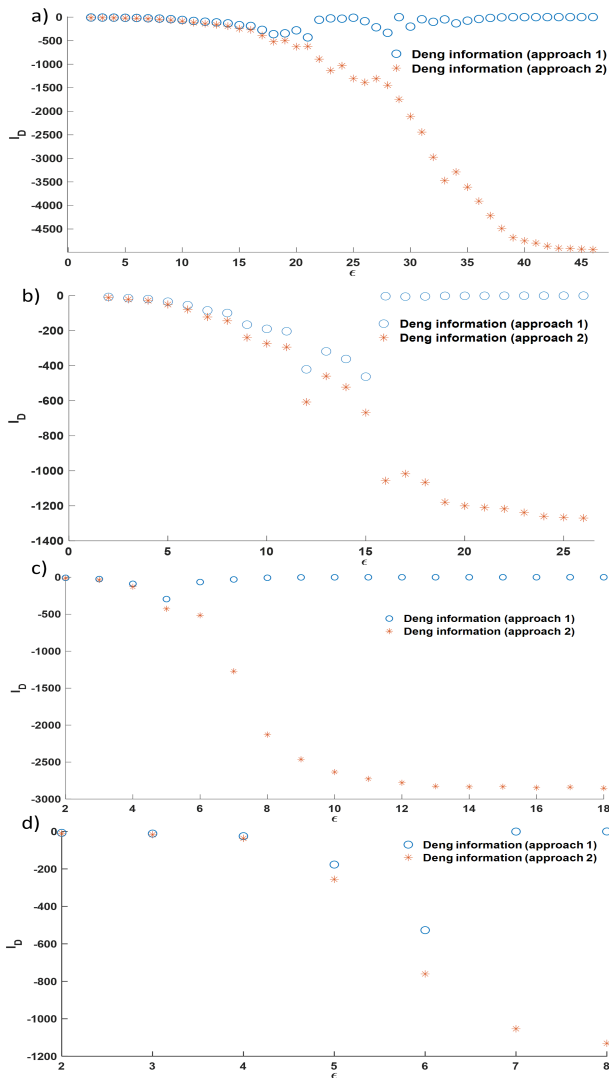 a)
0
-500
-1000
-1500
-2000
-2500
-3000
-3500
-4000
-4500
I_D
Deng information (approach 1)
Deng information (approach 2)
0 5 10 15 20 25 30 35 40 45
ϵ
b)
0
-200
-400
-600
-800
-1000
-1200
-1400
I_D
Deng information (approach 1)
Deng information (approach 2)
0 5 10 15 20 25
ϵ
c)
0
-500
-1000
-1500
-2000
-2500
-3000
I_D
Deng information (approach 1)
Deng information (approach 2)
2 4 6 8 10 12 14 16 18
ϵ
d)
0
-200
-400
-600
-800
-1000
-1200
I_D
Deng information (approach 1)
Deng information (approach 2)
2 3 4 5 6 7 8
ϵ